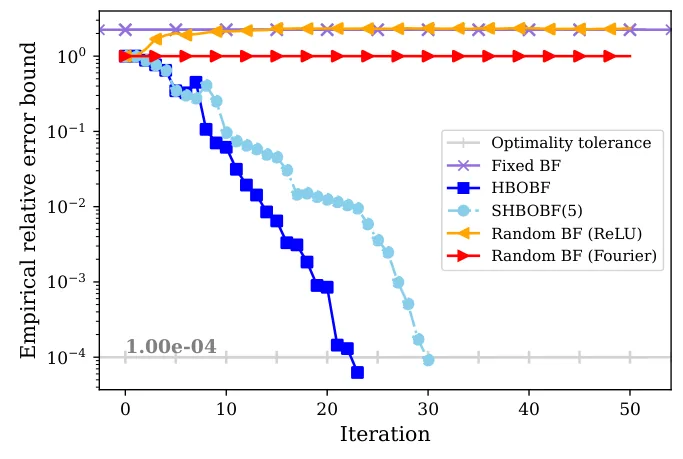 Empirical relative error bound
10⁰
10⁻¹
10⁻²
10⁻³
10⁻⁴
1.00e-04
Optimality tolerance
Fixed BF
HBOBF
SHBOBF(5)
Random BF (ReLU)
Random BF (Fourier)
0 10 20 30 40 50
Iteration